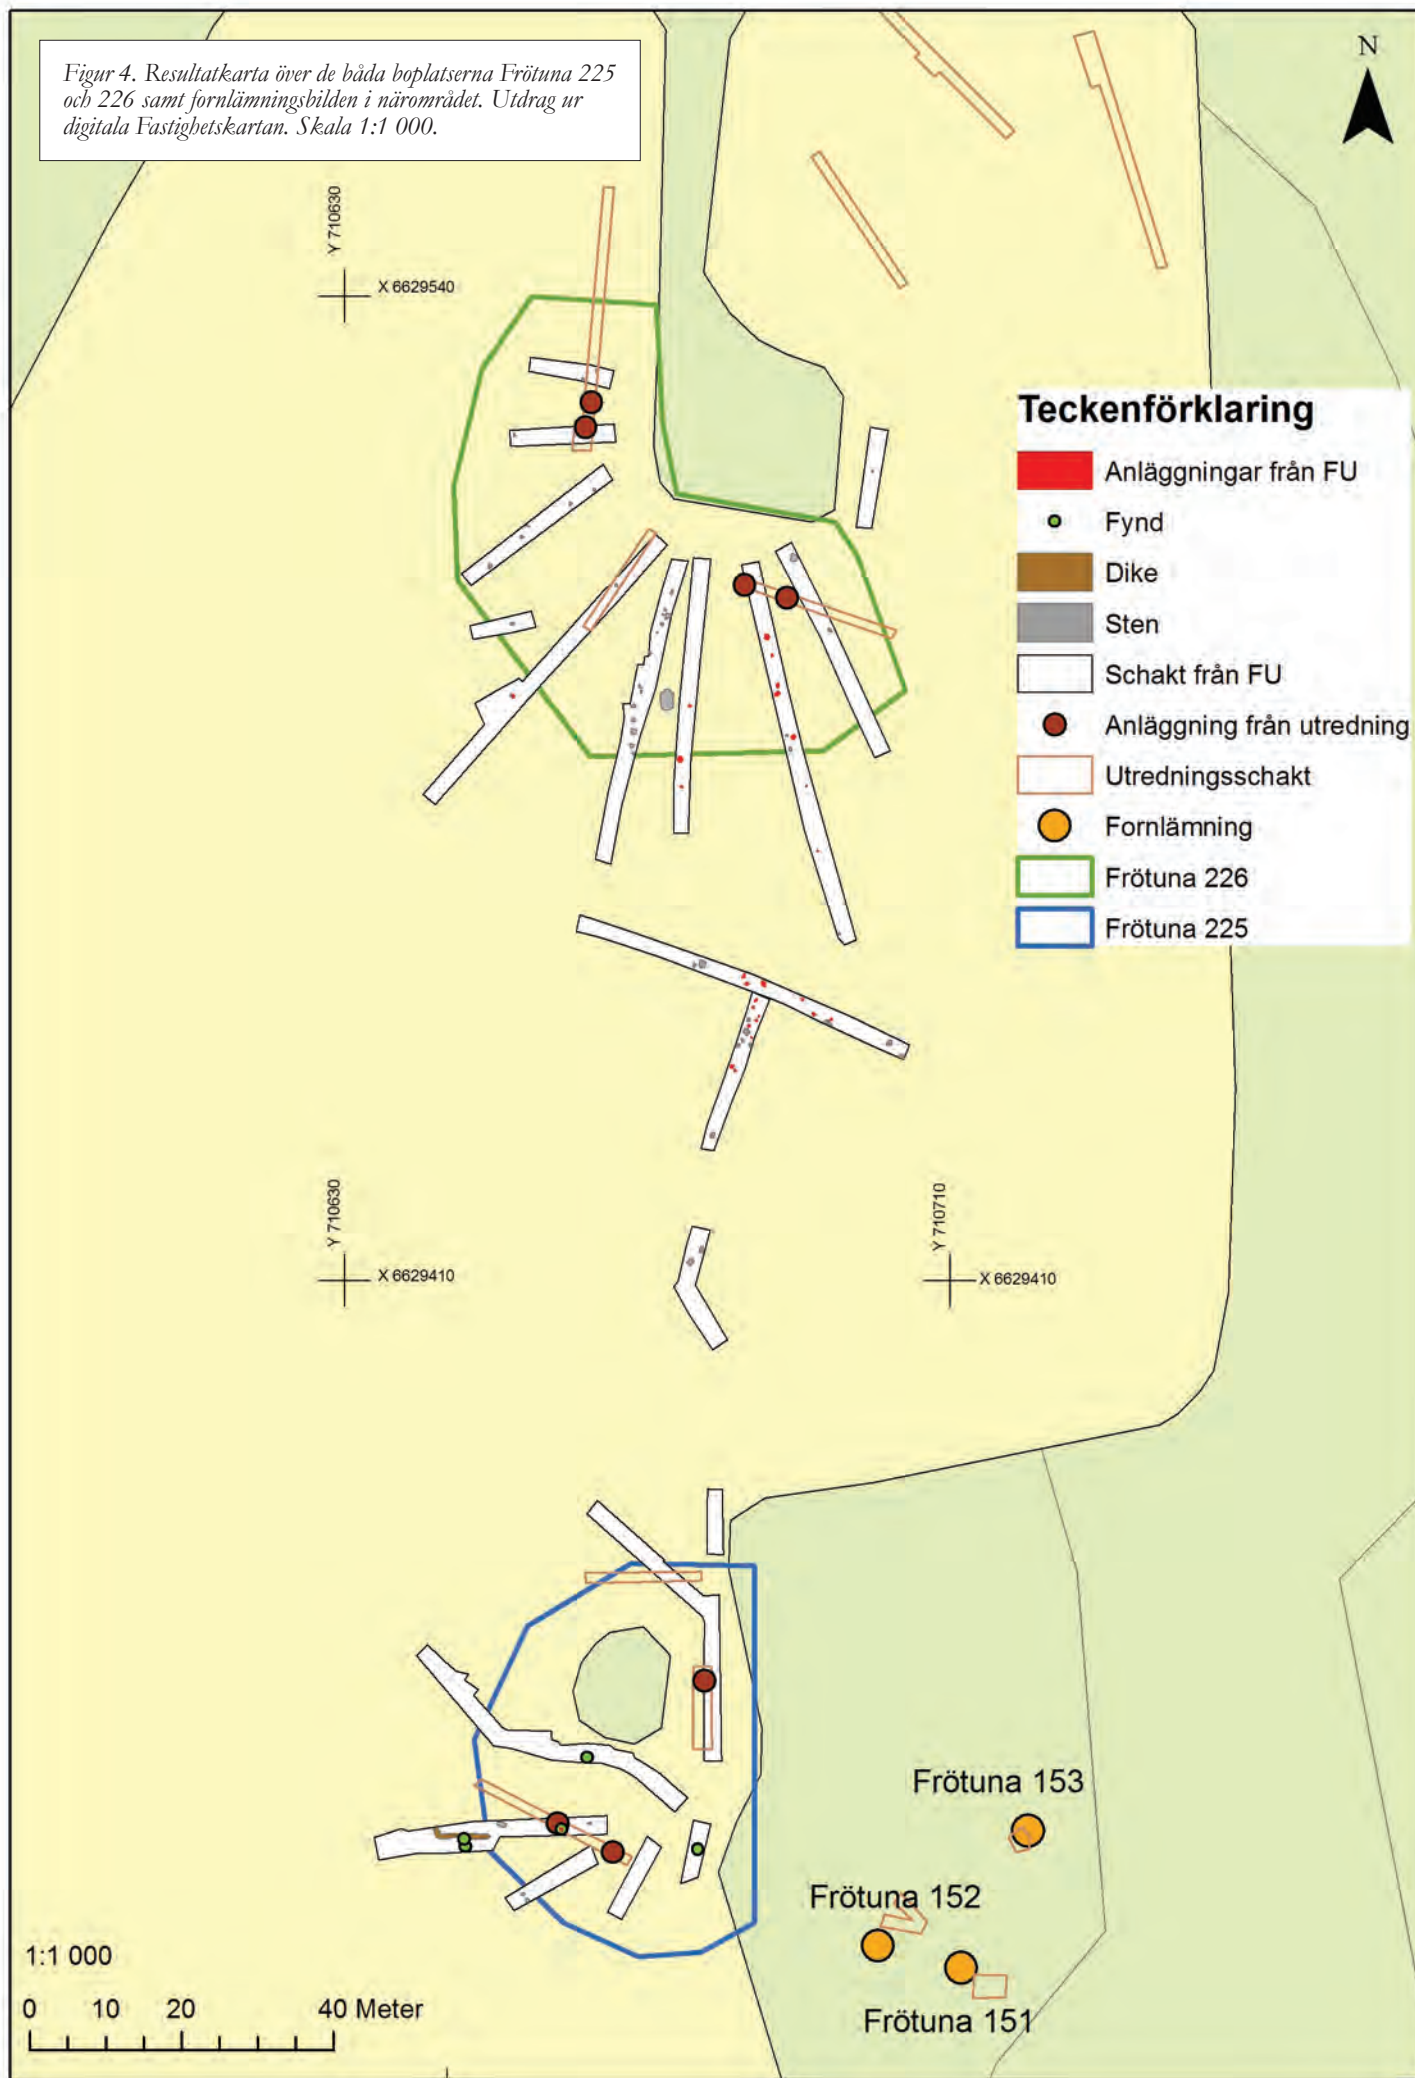 Figur 4. Resultatkarta över de båda boplatserna Frötuna 225
och 226 samt fornlämningsbilden i närområdet. Utdrag ur
digitala Fastighetskartan. Skala 1:1 000.
N
Y 710630
X 6629540
Teckenförklaring
Anläggningar från FU
Fynd
Dike
Sten
Schakt från FU
Anläggning från utredning
Utredningsschakt
Fornlämning
Frötuna 226
Frötuna 225
Y 710630
X 6629410
Y 710710
X 6629410
Frötuna 153
Frötuna 152
Frötuna 151
1:1 000
0 10 20 40 Meter